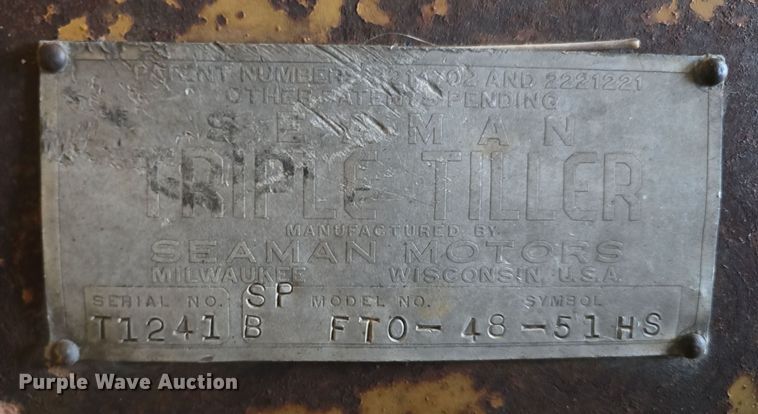 PATENT NUMBERS AND 2221221
OTHER PATENTS PENDING
SEAMAN
TRIPLE TILLER
MANUFACTURED BY
SEAMAN MOTORS
MILWAUKEE WISCONSIN, U.S.A.
SERIAL NO. SP MODEL NO. SYMBOL
T1241 B FTO-48-51HS
Purple Wave Auction